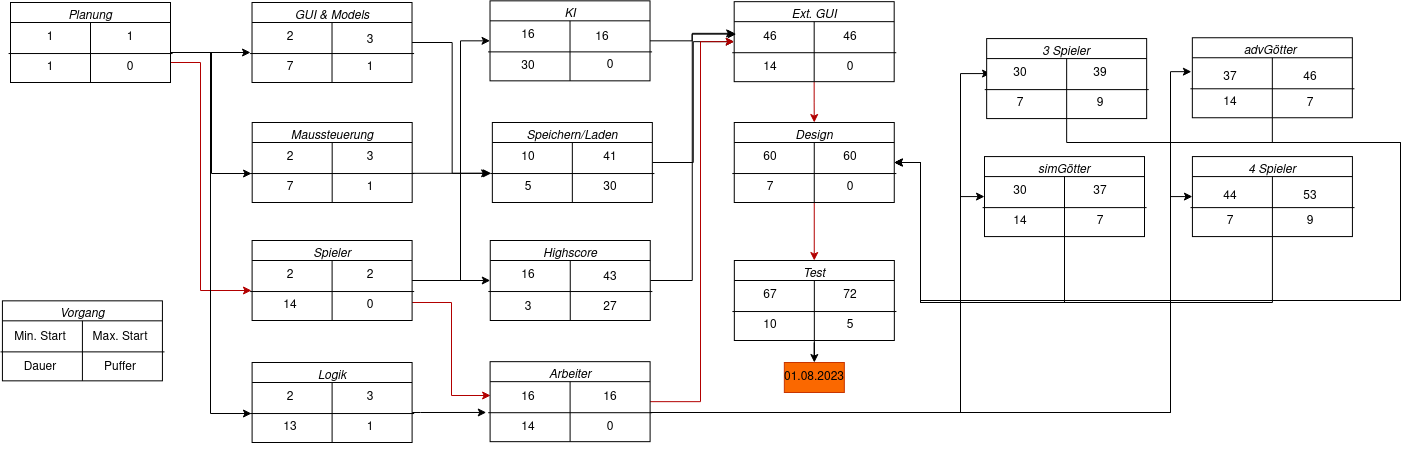 Planung
1 1
1 0
GUI & Models
2 3
7 1
KI
16 16
30 0
Ext. GUI
46 46
14 0
3 Spieler
30 39
7 9
advGötter
37 46
14 7
Maussteuerung
2 3
7 1
Speichern/Laden
10 41
5 30
Design
60 60
7 0
simGötter
30 37
14 7
4 Spieler
44 53
7 9
Spieler
2 2
14 0
Highscore
16 43
3 27
Test
67 72
10 5
Vorgang
Min. Start Max. Start
Dauer Puffer
Logik
2 3
13 1
Arbeiter
16 16
14 0
01.08.2023